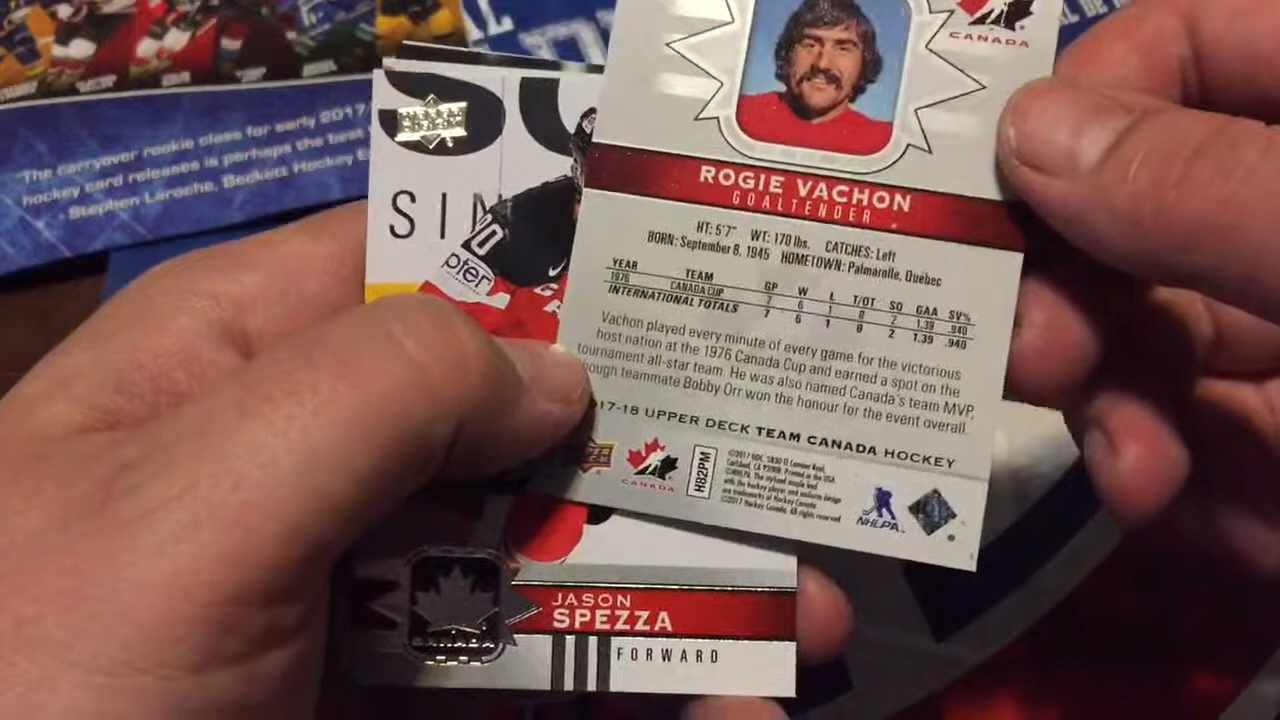 "The carryover rookie class for early 2017/
hockey card releases is perhaps the best
- Stephen Laroche, Beckett Hockey
CANADA
ROGIE VACHON
GOALTENDER
HT: 5'7" WT: 170 lbs. CATCHES: Left
BORN: September 8, 1945 HOMETOWN: Palmarolle, Québec
YEAR TEAM GP W L T/OT SO GAA SV%
1976 CANADA CUP 7 6 1 0 2 1.39 .940
INTERNATIONAL TOTALS 7 6 1 0 2 1.39 .940
Vachon played every minute of every game for the victorious
host nation at the 1976 Canada Cup and earned a spot on the
tournament all-star team. He was also named Canada's team MVP,
ough teammate Bobby Orr won the honour for the event overall.
17-18 UPPER DECK TEAM CANADA HOCKEY
CANADA
H82PM
NHLPA
SIN
pter
JASON
SPEZZA
FORWARD
CANADA